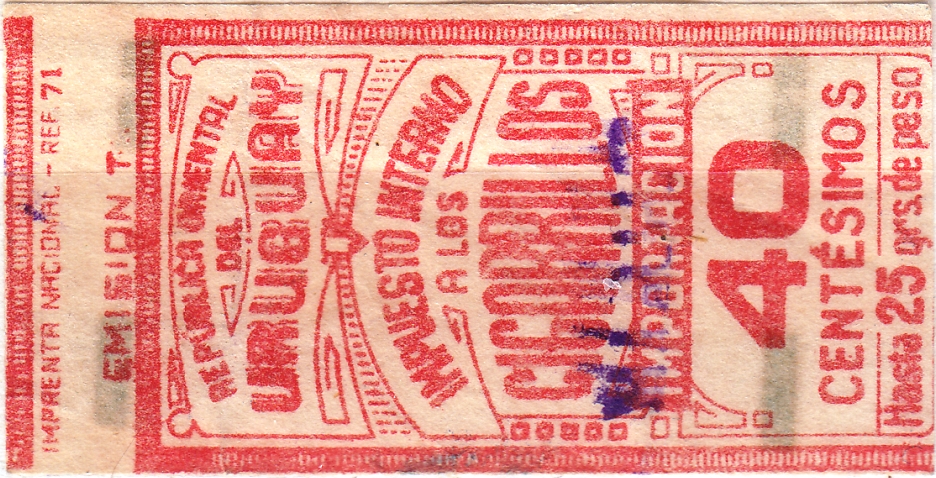 IMPRENTA NACIONAL - REF. 71
EMISION T.
REPUBLICA ORIENTAL
DEL
URUGUAY
IMPUESTO INTERNO
A LOS
CIGARRILLOS
IMPORTACION
40
CENTÉSIMOS
Hasta 25 grs. de peso